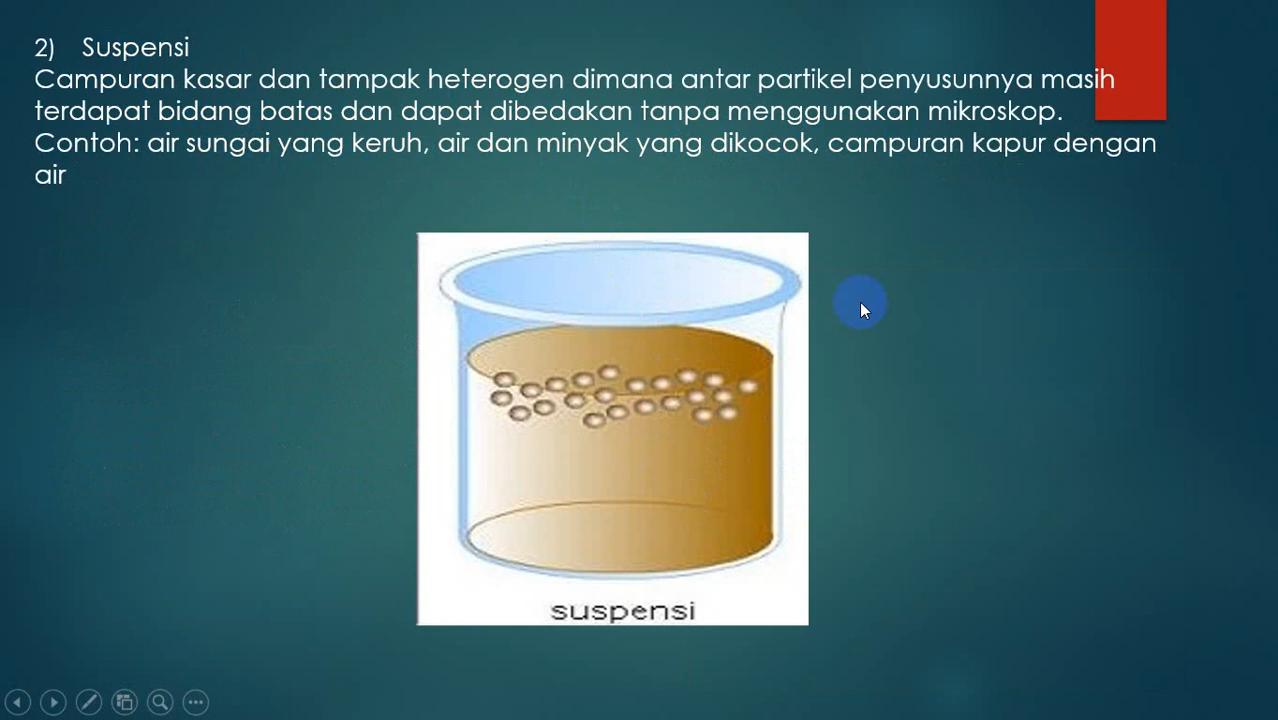 2) Suspensi
Campuran kasar dan tampak heterogen dimana antar partikel penyusunnya masih
terdapat bidang batas dan dapat dibedakan tanpa menggunakan mikroskop.
Contoh: air sungai yang keruh, air dan minyak yang dikocok, campuran kapur dengan
air
suspensi